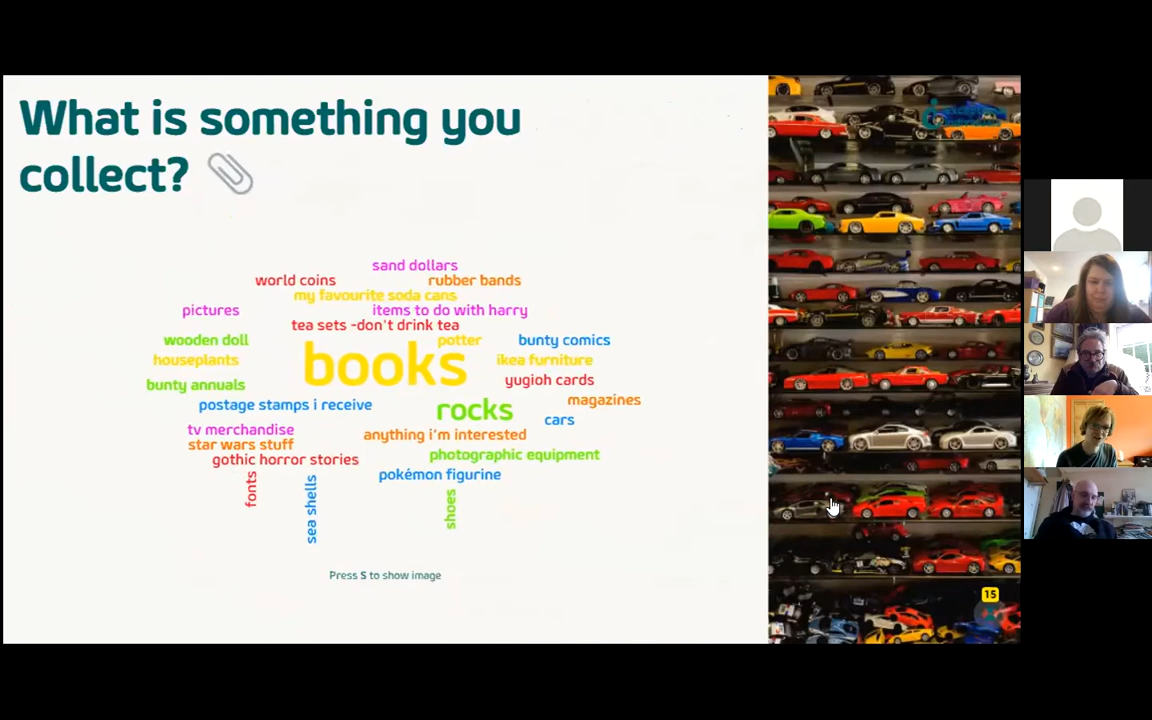 What is something you
collect?
sand dollars
world coins
rubber bands
my favourite soda cans
pictures
items to do with harry
potter
tea sets -don't drink tea
wooden doll
bunty comics
houseplants
books
ikea furniture
bunty annuals
yugioh cards
postage stamps i receive
rocks
magazines
cars
tv merchandise
anything i'm interested
star wars stuff
photographic equipment
gothic horror stories
pokémon figurine
fonts
sea shells
shoes
Press S to show image
15